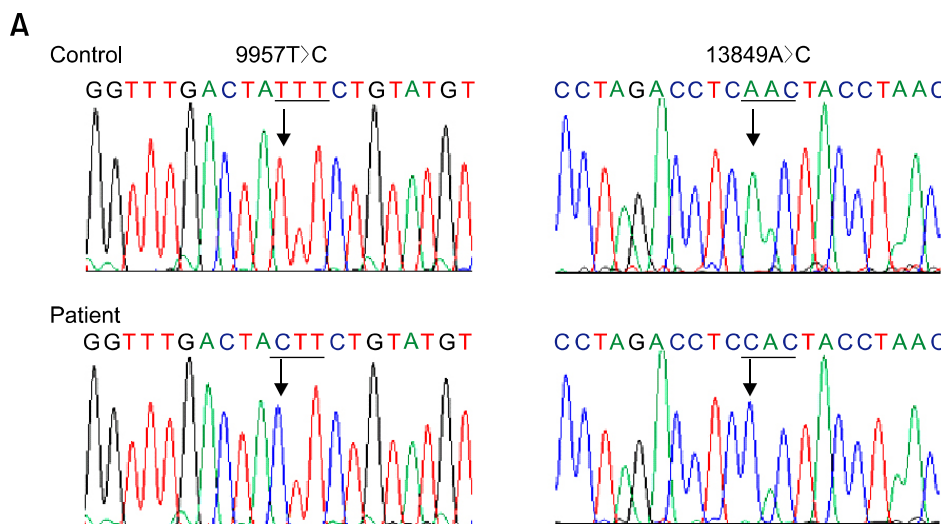 A
Control
9957T>C
13849A>C
GGTTTGACTATTTCTGTATGT
CCTAGACCTCAACTACCTAAC
Patient
GGTTTGACTACTTCTGTATGT
CCTAGACCTCCACTACCTAAC